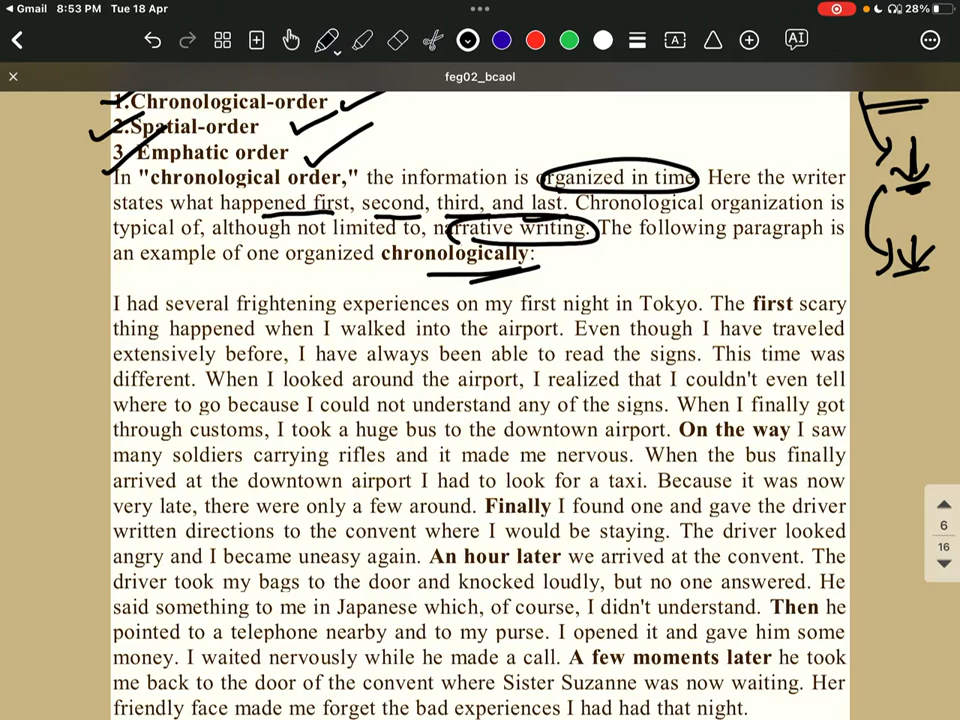 Gmail 8:53 PM Tue 18 Apr 28%
A AI
feg02_bcaol
1.Chronological-order
2.Spatial-order
3. Emphatic order
In "chronological order," the information is organized in time. Here the writer
states what happened first, second, third, and last. Chronological organization is
typical of, although not limited to, narrative writing. The following paragraph is
an example of one organized chronologically:
I had several frightening experiences on my first night in Tokyo. The first scary
thing happened when I walked into the airport. Even though I have traveled
extensively before, I have always been able to read the signs. This time was
different. When I looked around the airport, I realized that I couldn't even tell
where to go because I could not understand any of the signs. When I finally got
through customs, I took a huge bus to the downtown airport. On the way I saw
many soldiers carrying rifles and it made me nervous. When the bus finally
arrived at the downtown airport I had to look for a taxi. Because it was now
very late, there were only a few around. Finally I found one and gave the driver
written directions to the convent where I would be staying. The driver looked
angry and I became uneasy again. An hour later we arrived at the convent. The
driver took my bags to the door and knocked loudly, but no one answered. He
said something to me in Japanese which, of course, I didn't understand. Then he
pointed to a telephone nearby and to my purse. I opened it and gave him some
money. I waited nervously while he made a call. A few moments later he took
me back to the door of the convent where Sister Suzanne was now waiting. Her
friendly face made me forget the bad experiences I had had that night.
6
16